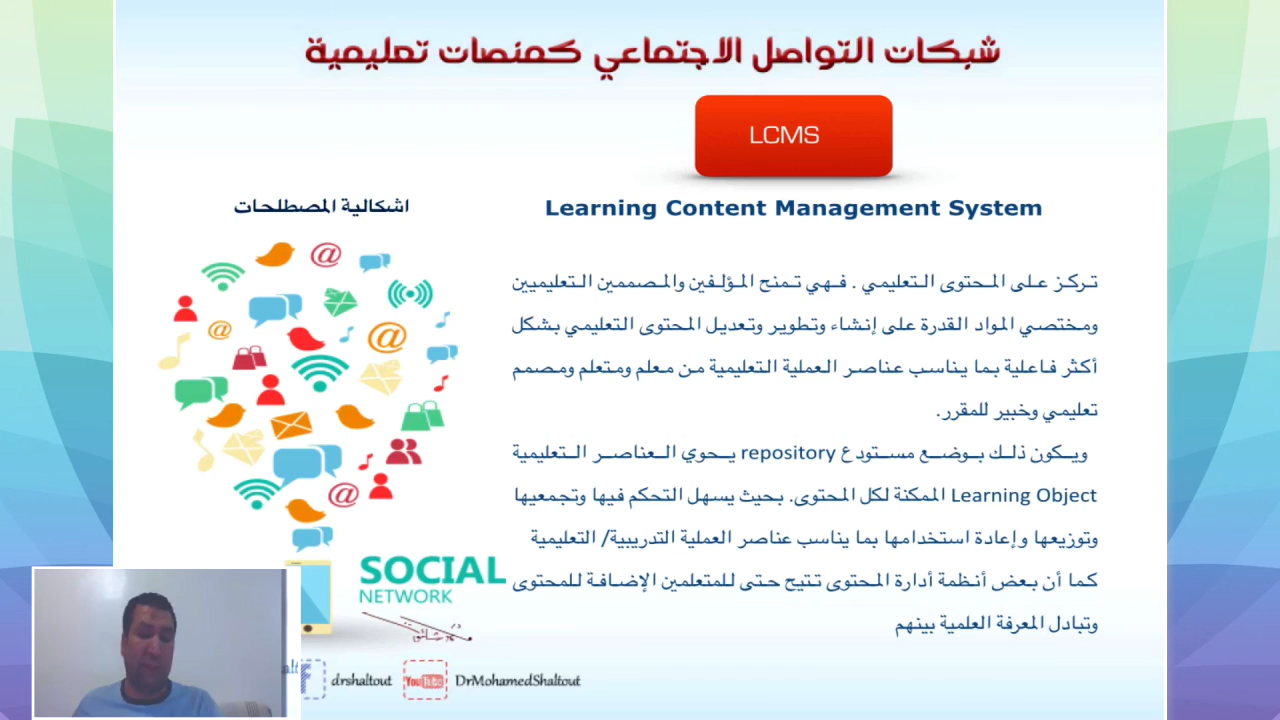 شبكات التواصل الاجتماعي كمنصات تعليمية
LCMS
Learning Content Management System
اشكالية المصطلحات
تركز على المحتوى التعليمي . فهي تمنح المؤلفين والمصممين التعليميين
ومختصي المواد القدرة على إنشاء وتطوير وتعديل المحتوى التعليمي بشكل
أكثر فاعلية بما يناسب عناصر العملية التعليمية من معلم ومتعلم ومصمم
تعليمي وخبير للمقرر.
ويكون ذلك بوضع مستودع repository يحوي العناصر التعليمية
Learning Object الممكنة لكل المحتوى. بحيث يسهل التحكم فيها وتجمعيها
وتوزيعها وإعادة استخدامها بما يناسب عناصر العملية التدريبية/ التعليمية
كما أن بعض أنظمة أدارة المحتوى تتيح حتى للمتعلمين الإضافة للمحتوى
وتبادل المعرفة العلمية بينهم
SOCIAL
NETWORK
drshaltout
YouTube
DrMohamedShaltout